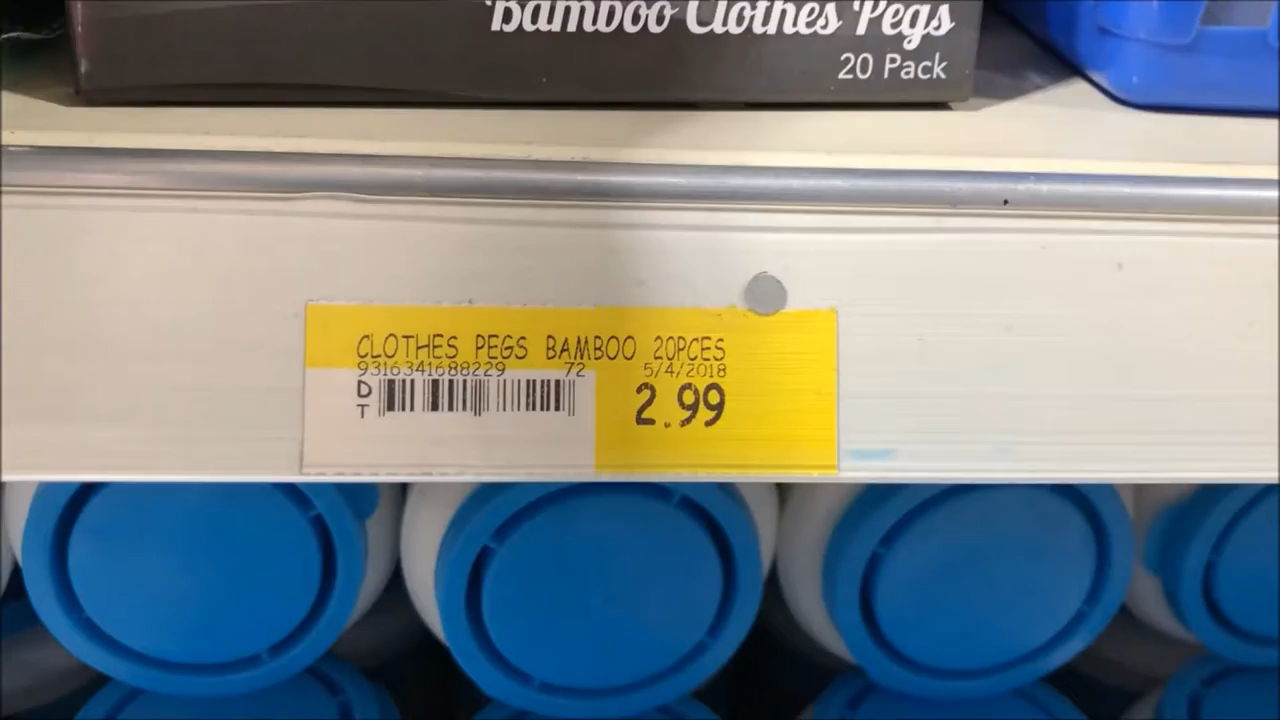 Bamboo Clothes Pegs
20 Pack
CLOTHES PEGS BAMBOO 20PCES
9316341688229 72 5/4/2018
D
T
2.99